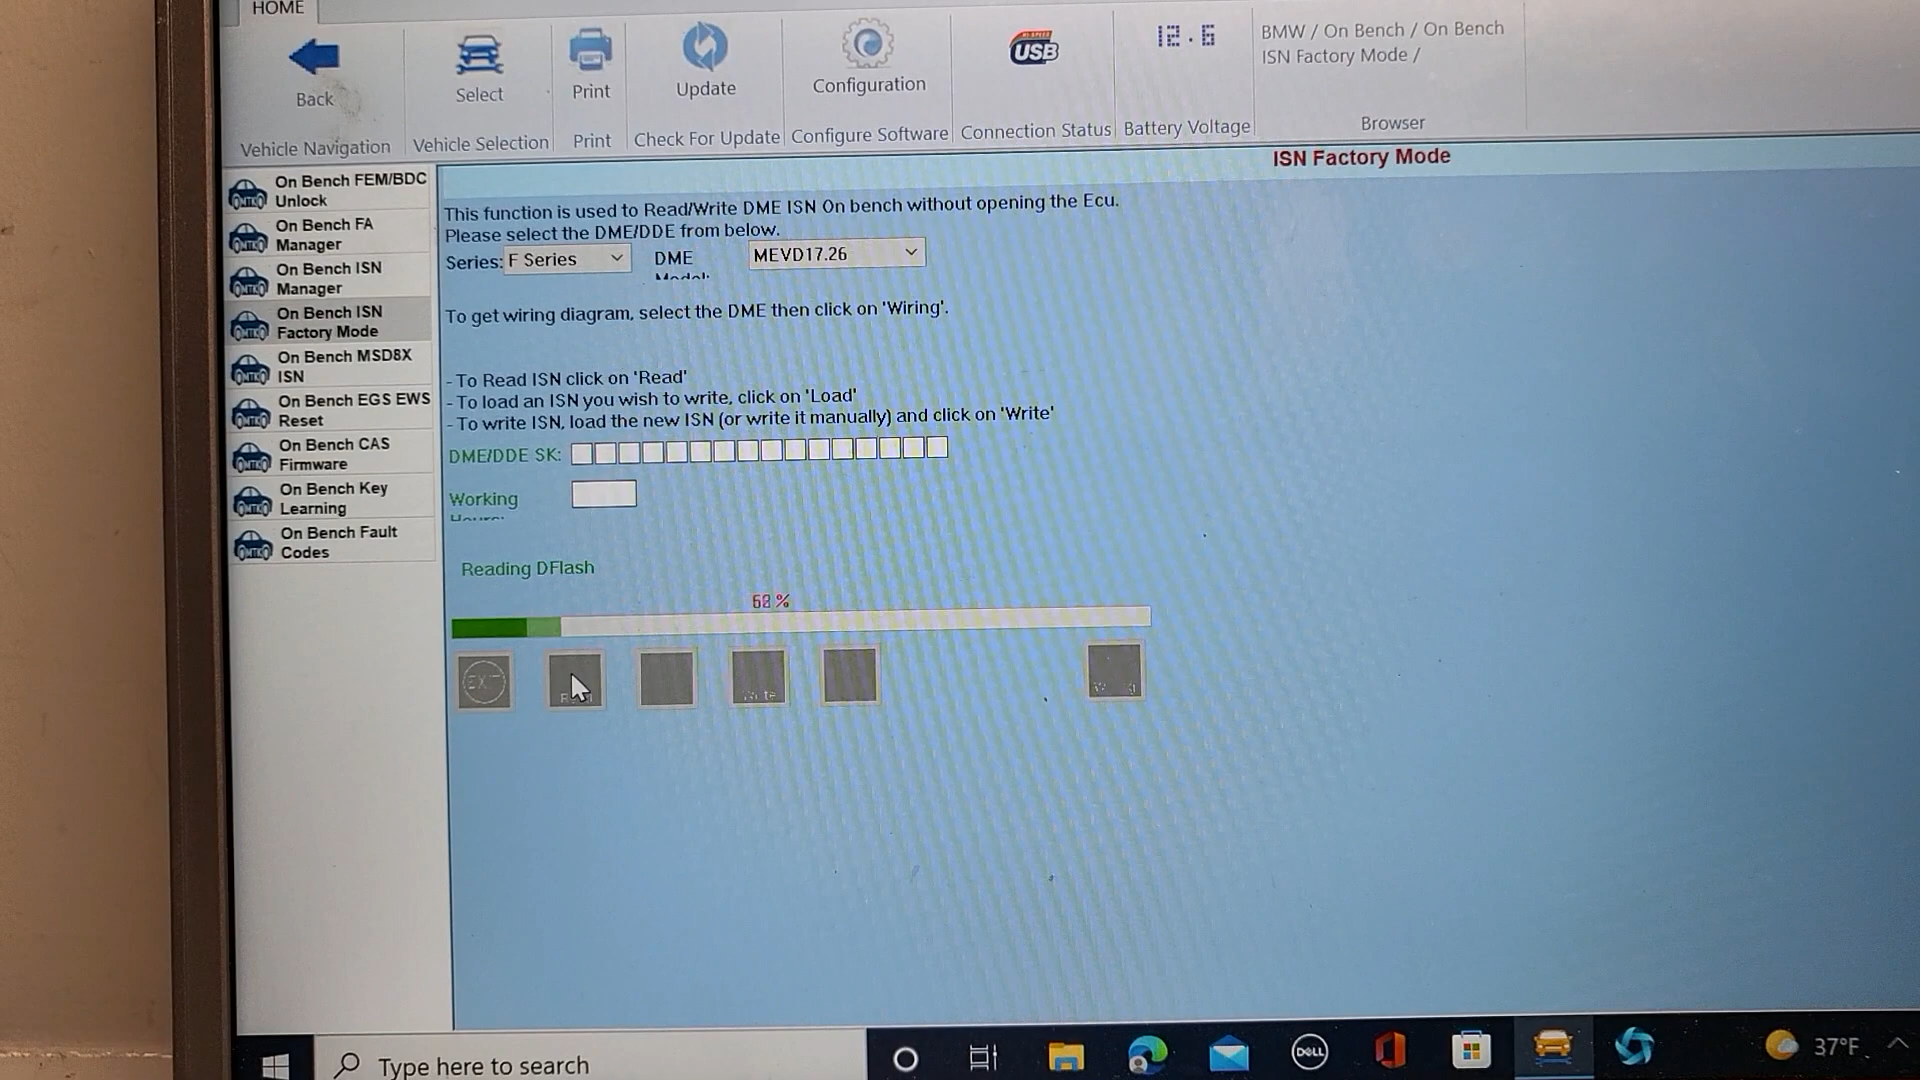 HOME
Back
Select
Print
Update
Configuration
HI-SPEED
USB
12.6
BMW / On Bench / On Bench
ISN Factory Mode /
Vehicle Navigation
Vehicle Selection
Print
Check For Update
Configure Software
Connection Status
Battery Voltage
Browser
ISN Factory Mode
On Bench FEM/BDC
Unlock
On Bench FA
Manager
On Bench ISN
Manager
On Bench ISN
Factory Mode
On Bench MSD8X
ISN
On Bench EGS EWS
Reset
On Bench CAS
Firmware
On Bench Key
Learning
On Bench Fault
Codes
This function is used to Read/Write DME ISN On bench without opening the Ecu.
Please select the DME/DDE from below.
Series: F Series
DME
MEVD17.26
To get wiring diagram, select the DME then click on 'Wiring'.
- To Read ISN click on 'Read'
- To load an ISN you wish to write, click on 'Load'
- To write ISN, load the new ISN (or write it manually) and click on 'Write'
DME/DDE SK:
Working
Reading DFlash
EXIT
Type here to search
DELL
37°F